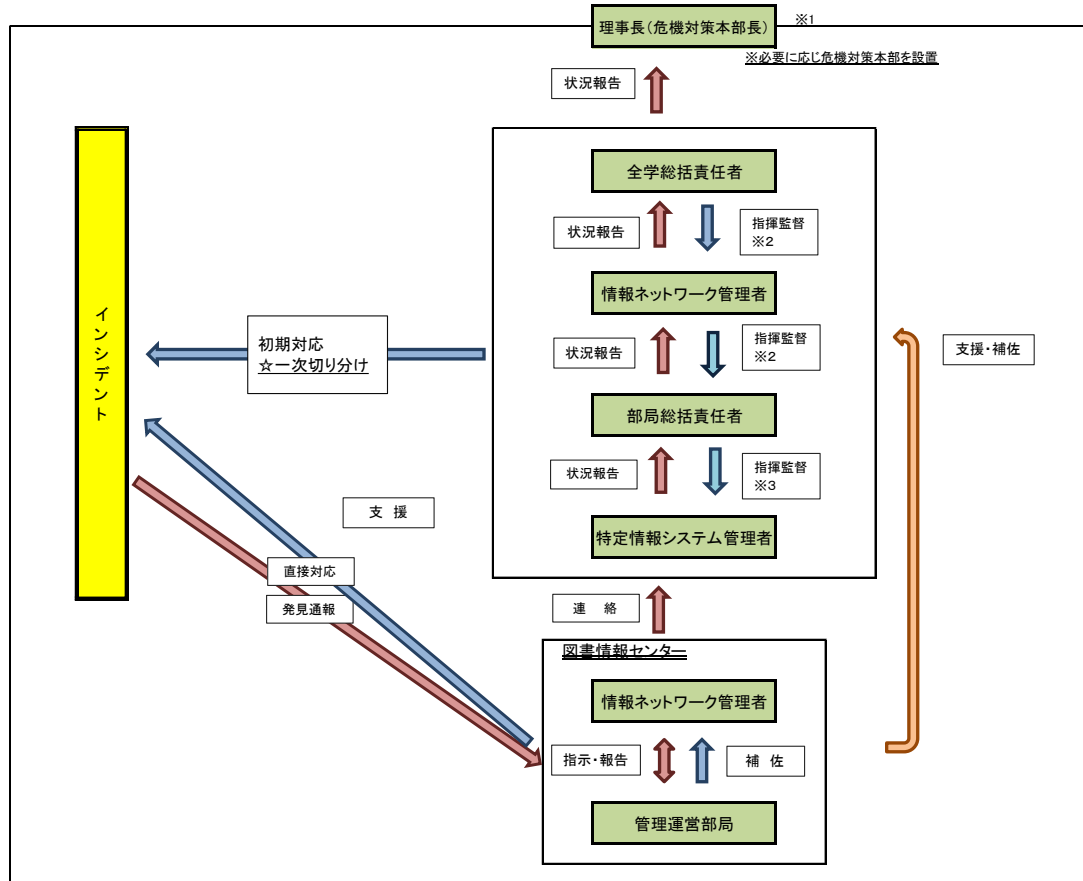 理事長（危機対策本部長）
※1
※必要に応じ危機対策本部を設置
状況報告
全学総括責任者
状況報告
指揮監督
※2
情報ネットワーク管理者
状況報告
指揮監督
※2
部局総括責任者
状況報告
指揮監督
※3
特定情報システム管理者
インシデント
初期対応
☆一次切り分け
支援・補佐
支　援
直接対応
発見通報
連　絡
図書情報センター
情報ネットワーク管理者
指示・報告
補　佐
管理運営部局